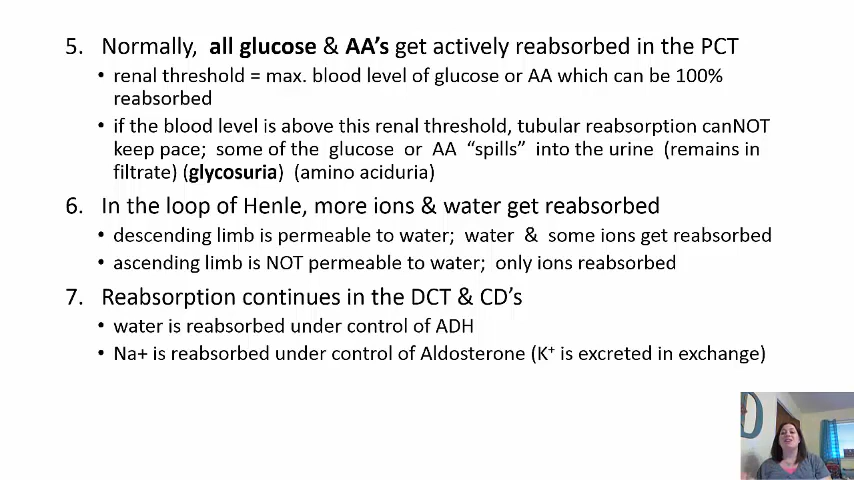 5. Normally, all glucose & AA's get actively reabsorbed in the PCT
• renal threshold = max. blood level of glucose or AA which can be 100%
reabsorbed
• if the blood level is above this renal threshold, tubular reabsorption canNOT
keep pace; some of the glucose or AA “spills” into the urine (remains in
filtrate) (glycosuria) (amino aciduria)
6. In the loop of Henle, more ions & water get reabsorbed
• descending limb is permeable to water; water & some ions get reabsorbed
• ascending limb is NOT permeable to water; only ions reabsorbed
7. Reabsorption continues in the DCT & CD's
• water is reabsorbed under control of ADH
• Na+ is reabsorbed under control of Aldosterone (K⁺ is excreted in exchange)
D